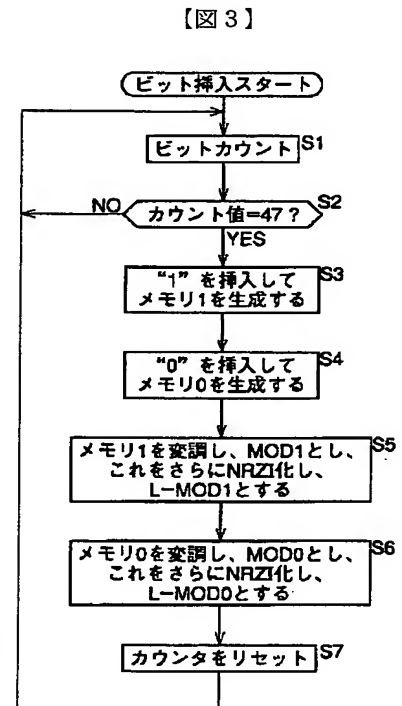 【図3】
ビット挿入スタート
ビットカウント S1
カウント値=47？ S2
NO
YES
“1” を挿入して S3
メモリ1を生成する
“0” を挿入して S4
メモリ0を生成する
メモリ1を変調し、MOD1とし、 S5
これをさらにNRZI化し、
L−MOD1とする
メモリ0を変調し、MOD0とし、 S6
これをさらにNRZI化し、
L−MOD0とする
カウンタをリセット S7